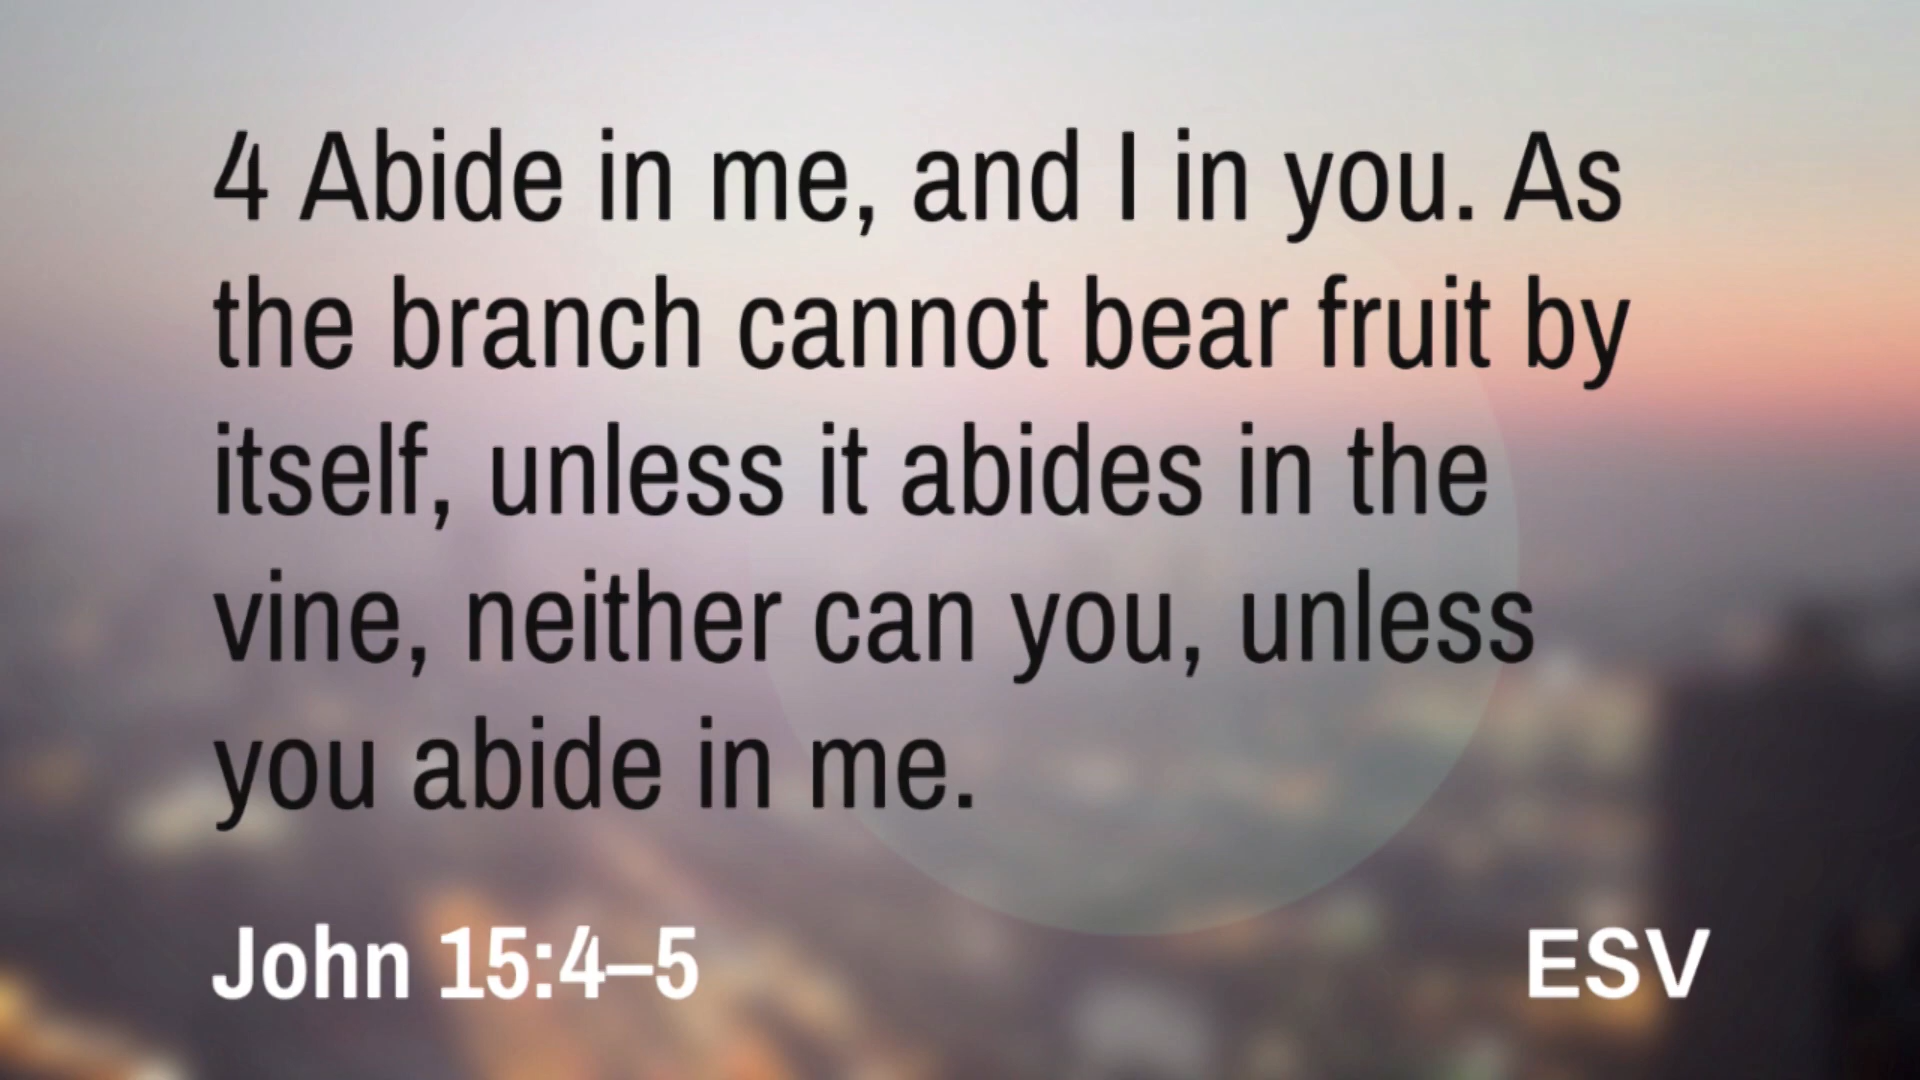 4 Abide in me, and I in you. As
the branch cannot bear fruit by
itself, unless it abides in the
vine, neither can you, unless
you abide in me.
John 15:4–5
ESV